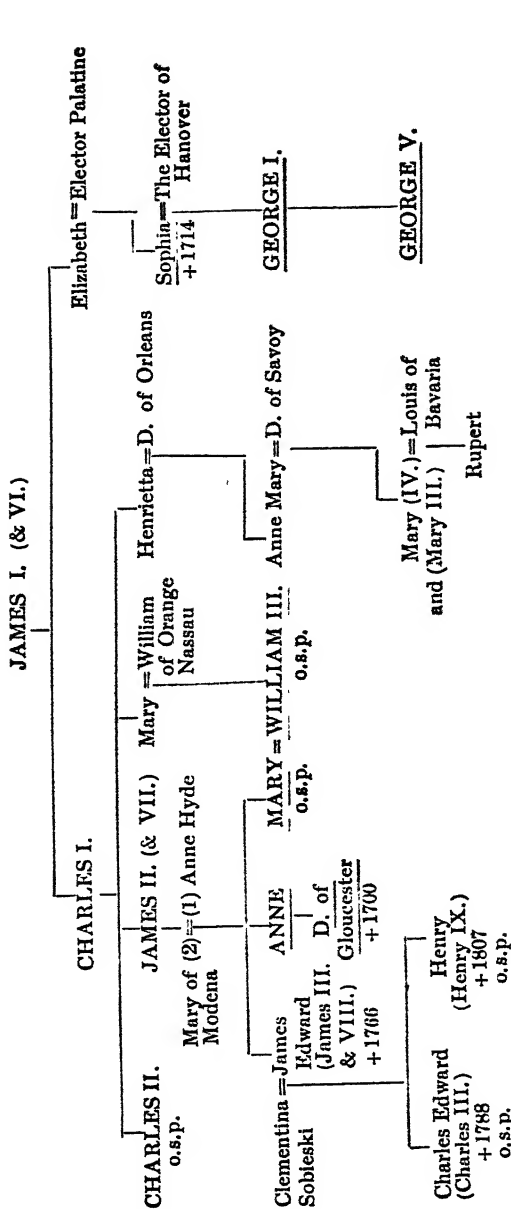 JAMES I. (& VI.)
CHARLES I.
Elizabeth=Elector Palatine
CHARLES II.
o.s.p.
JAMES II. (& VII.)
Mary of (2)=(1) Anne Hyde
Modena
Mary =William
of Orange
Nassau
Henrietta=D. of Orleans
Sophia=The Elector of
+1714 Hanover
Clementina=James
Sobieski Edward
(James III.
& VIII.)
+1766
ANNE
D. of
Gloucester
+1700
MARY=WILLIAM III.
o.s.p. o.s.p.
Anne Mary=D. of Savoy
GEORGE I.
Charles Edward
(Charles III.)
+1788
o.s.p.
Henry
(Henry IX.)
+1807
o.s.p.
Mary (IV.)=Louis of
and (Mary III.) Bavaria
Rupert
GEORGE V.